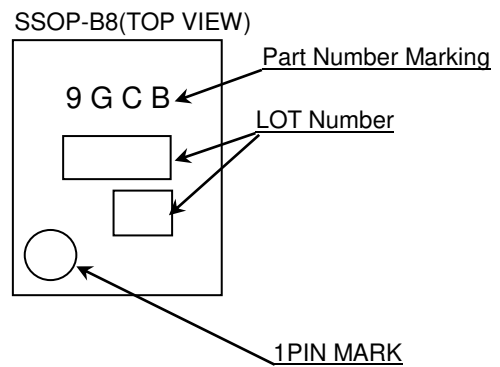 SSOP-B8(TOP VIEW)
Part Number Marking
9 G C B
LOT Number
1PIN MARK